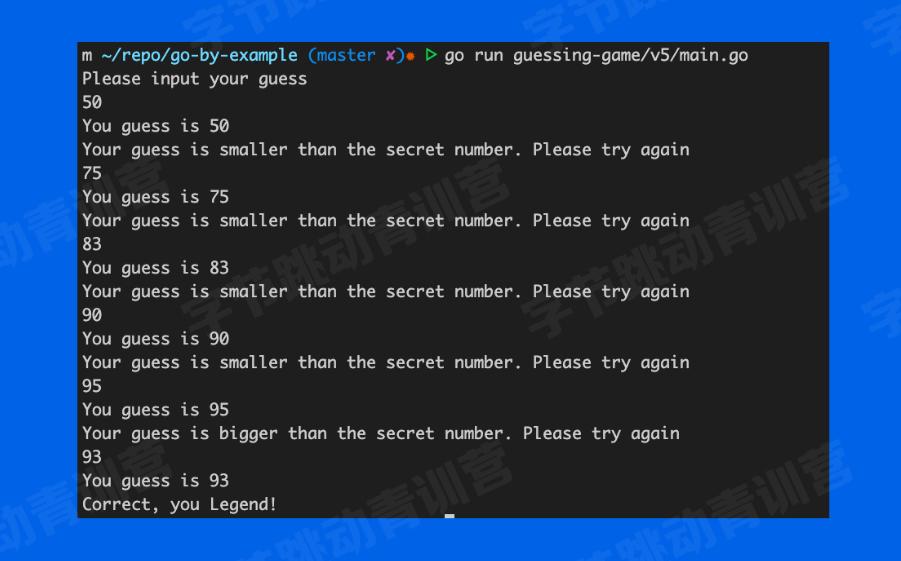 m ~/repo/go-by-example (master ✘)✹ ᐅ go run guessing-game/v5/main.go
Please input your guess
50
You guess is 50
Your guess is smaller than the secret number. Please try again
75
You guess is 75
Your guess is smaller than the secret number. Please try again
83
You guess is 83
Your guess is smaller than the secret number. Please try again
90
You guess is 90
Your guess is smaller than the secret number. Please try again
95
You guess is 95
Your guess is bigger than the secret number. Please try again
93
You guess is 93
Correct, you Legend!
字节跳动青训营